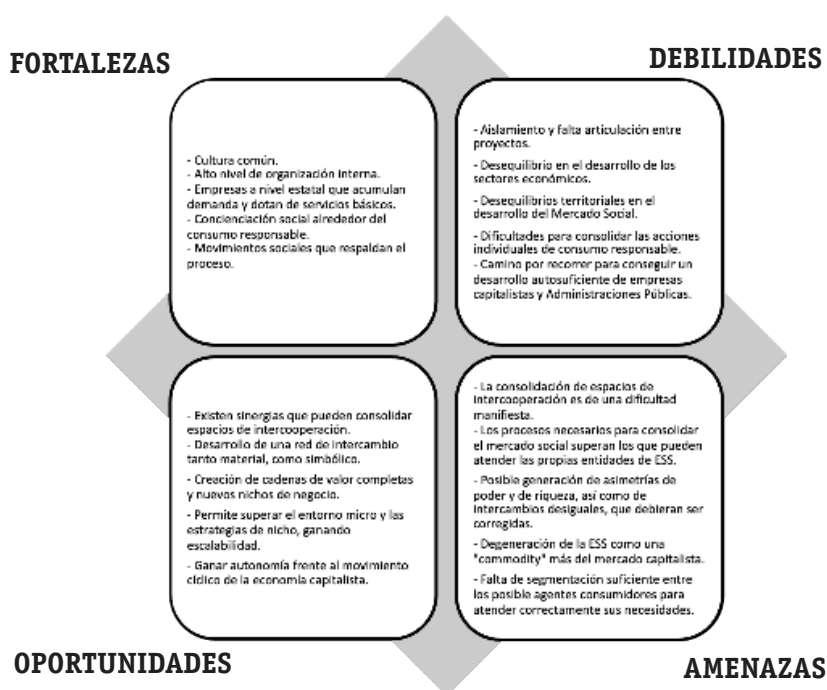 FORTALEZAS
- Cultura común.
- Alto nivel de organización interna.
- Empresas a nivel estatal que acumulan
demanda y dotan de servicios básicos.
- Concienciación social alrededor del
consumo responsable.
- Movimientos sociales que respaldan el
proceso.
DEBILIDADES
- Aislamiento y falta articulación entre
proyectos.
- Desequilibrio en el desarrollo de los
sectores económicos.
- Desequilibrios territoriales en el
desarrollo del Mercado Social.
- Dificultades para consolidar las acciones
individuales de consumo responsable.
- Camino por recorrer para conseguir un
desarrollo autosuficiente de empresas
capitalistas y Administraciones Públicas.
- Existen sinergias que pueden consolidar
espacios de intercooperación.
- Desarrollo de una red de intercambio
tanto material, como simbólico.
- Creación de cadenas de valor completas
y nuevos nichos de negocio.
- Permite superar el entorno micro y las
estrategias de nicho, ganando
escalabilidad.
- Ganar autonomía frente al movimiento
cíclico de la economía capitalista.
OPORTUNIDADES
- La consolidación de espacios de
intercooperación es de una dificultad
manifiesta.
- Los procesos necesarios para consolidar
el mercado social superan los que pueden
atender las propias entidades de ESS.
- Posible generación de asimetrías de
poder y de riqueza, así como de
intercambios desiguales, que debieran ser
corregidas.
- Degeneración de la ESS como una
"commodity" más del mercado capitalista.
- Falta de segmentación suficiente entre
los posible agentes consumidores para
atender correctamente sus necesidades.
AMENAZAS